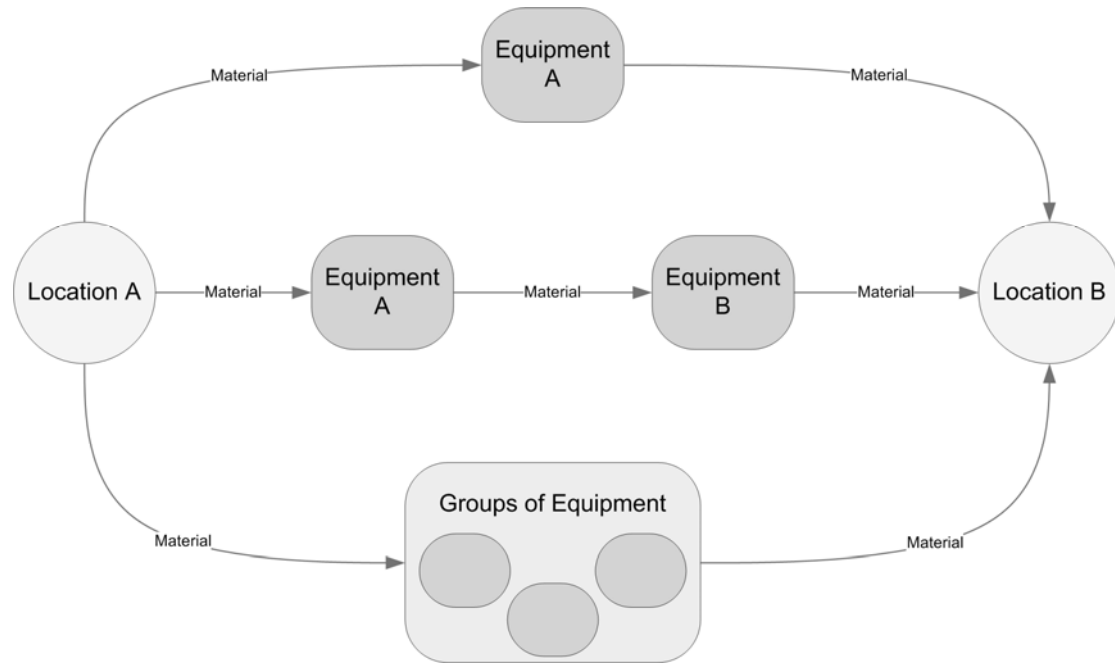 Equipment
A
Material
Material
Location A
Material
Equipment
A
Material
Equipment
B
Material
Location B
Groups of Equipment
Material
Material